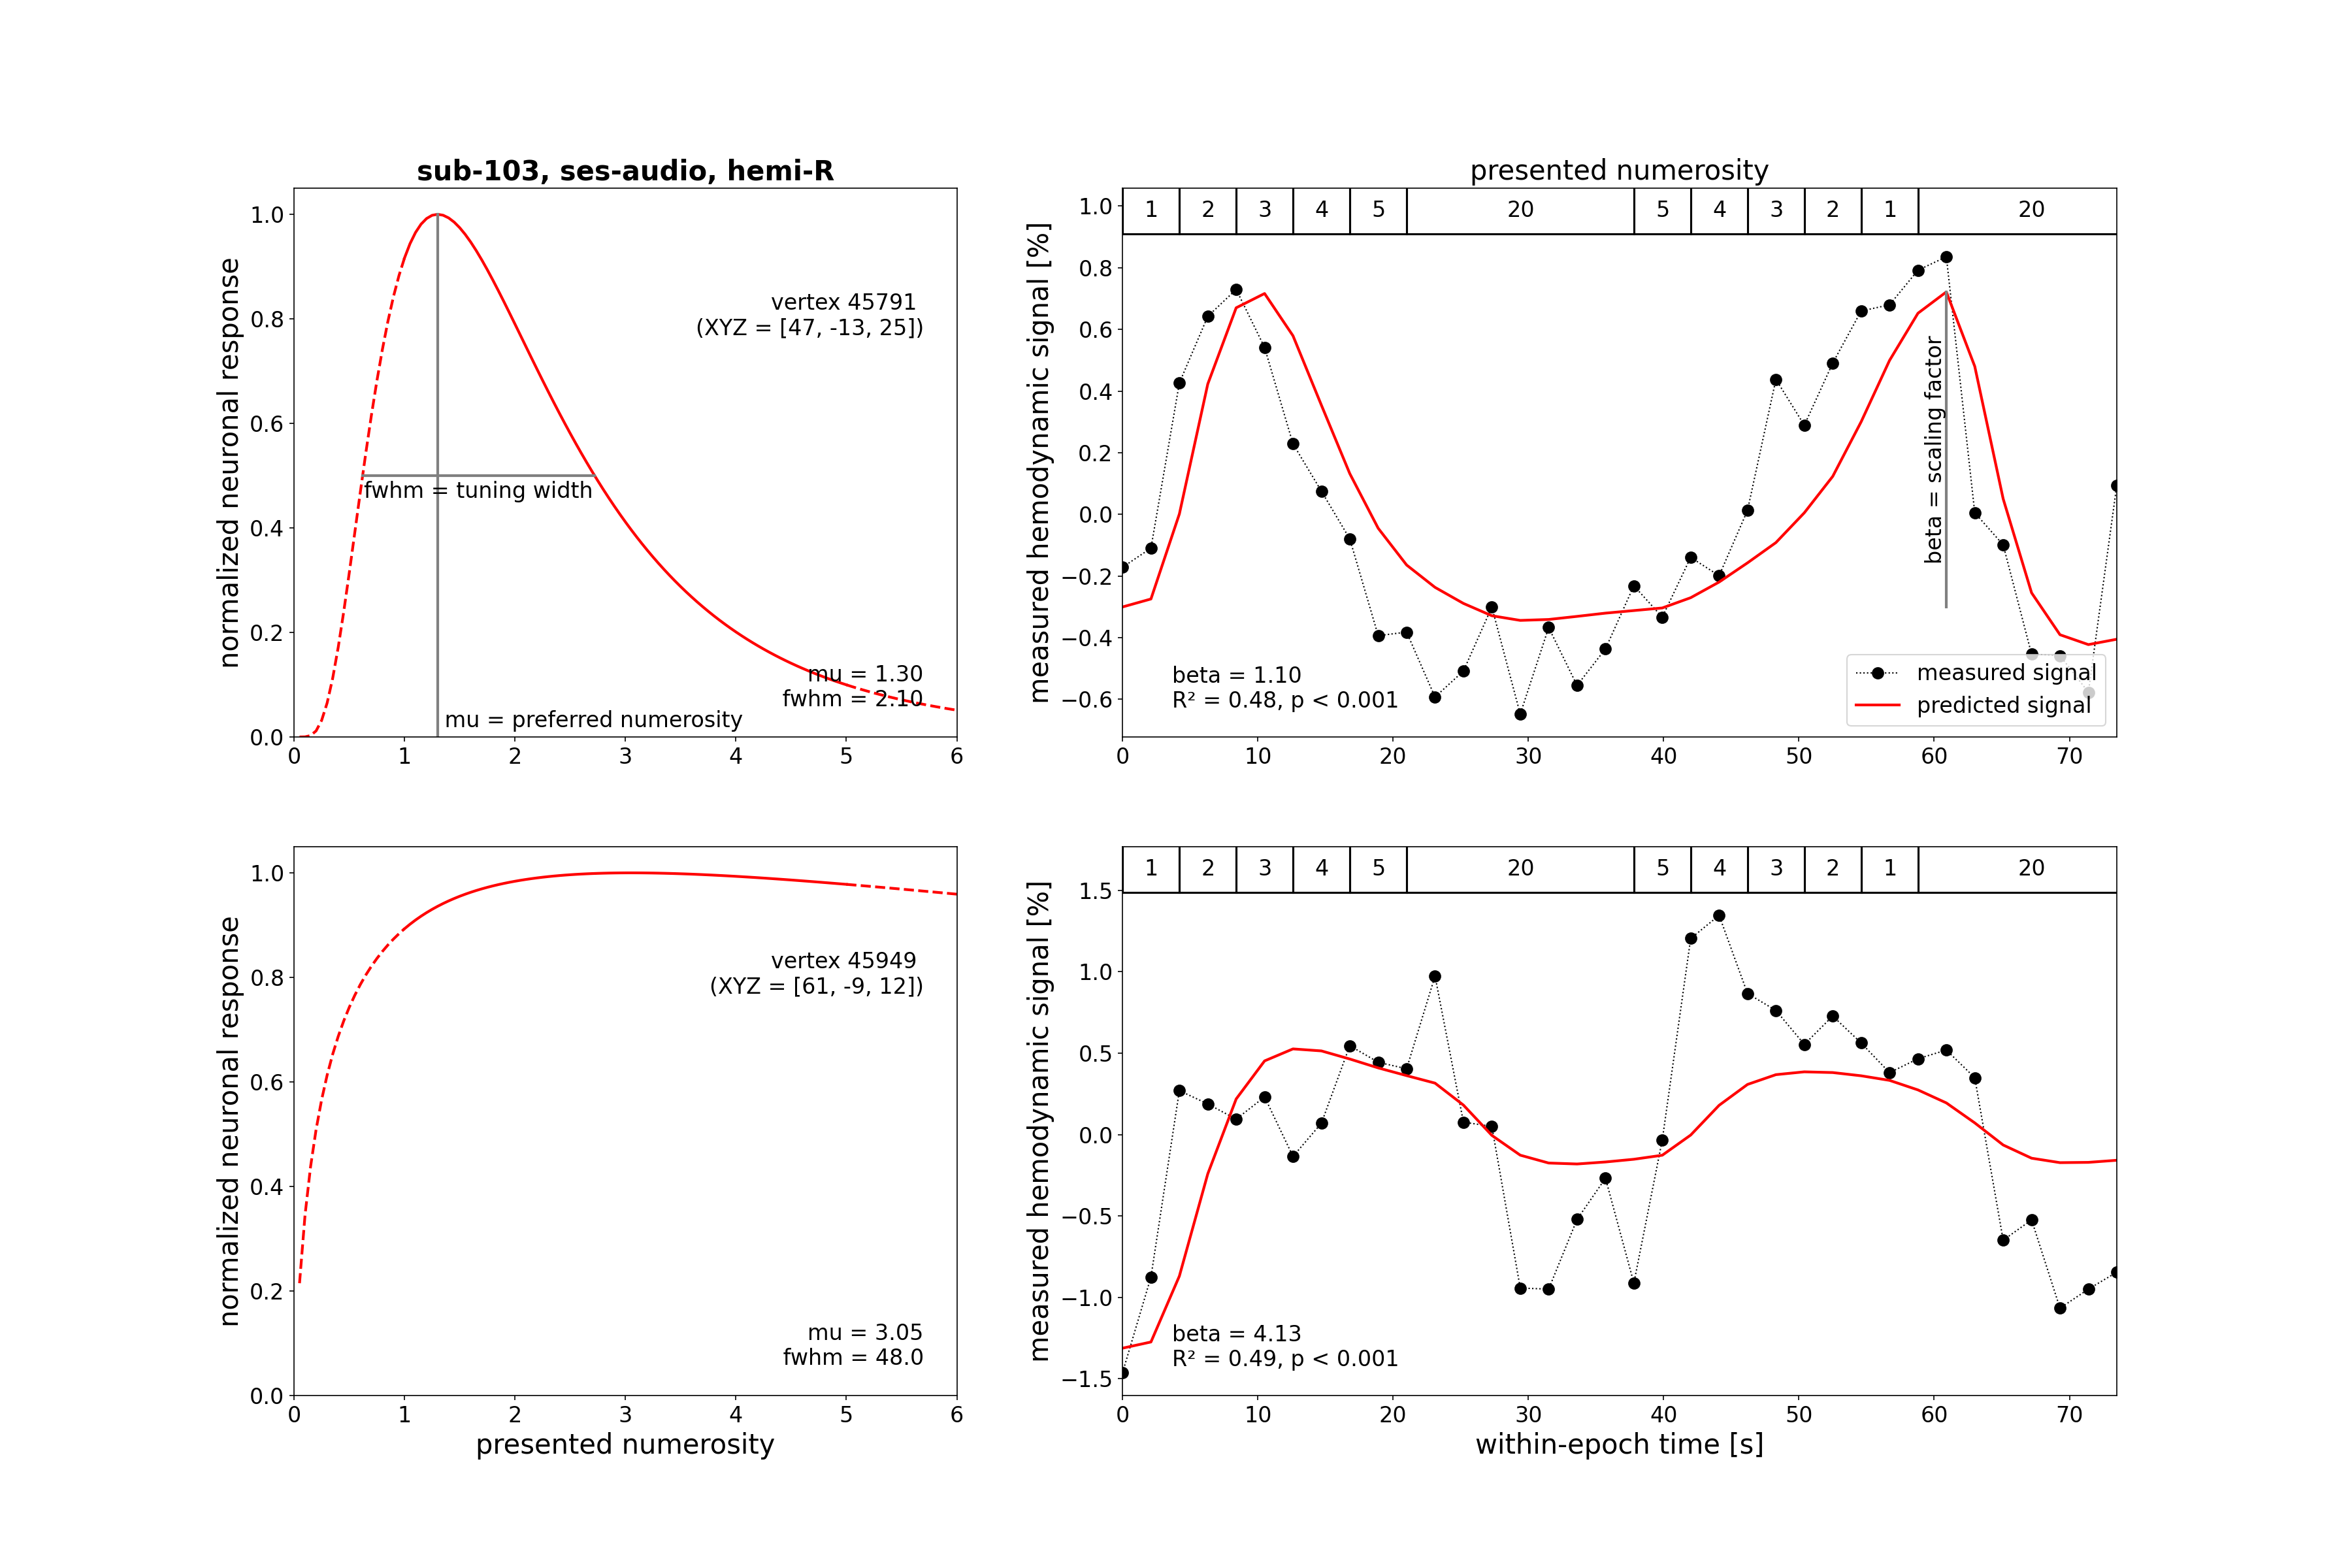 sub-103, ses-audio, hemi-R
normalized neuronal response
1.0
0.8
0.6
0.4
0.2
0.0
vertex 45791
(XYZ = [47, -13, 25])
fwhm = tuning width
mu = 1.30
fwhm = 2.10
mu = preferred numerosity
0 1 2 3 4 5 6
presented numerosity
measured hemodynamic signal [%]
1 2 3 4 5 20 5 4 3 2 1 20
1.0
0.8
0.6
0.4
0.2
0.0
−0.2
−0.4
−0.6
beta = scaling factor
beta = 1.10
R² = 0.48, p < 0.001
measured signal
predicted signal
0 10 20 30 40 50 60 70
normalized neuronal response
1.0
0.8
0.6
0.4
0.2
0.0
vertex 45949
(XYZ = [61, -9, 12])
mu = 3.05
fwhm = 48.0
0 1 2 3 4 5 6
presented numerosity
measured hemodynamic signal [%]
1 2 3 4 5 20 5 4 3 2 1 20
1.5
1.0
0.5
0.0
−0.5
−1.0
−1.5
beta = 4.13
R² = 0.49, p < 0.001
0 10 20 30 40 50 60 70
within-epoch time [s]